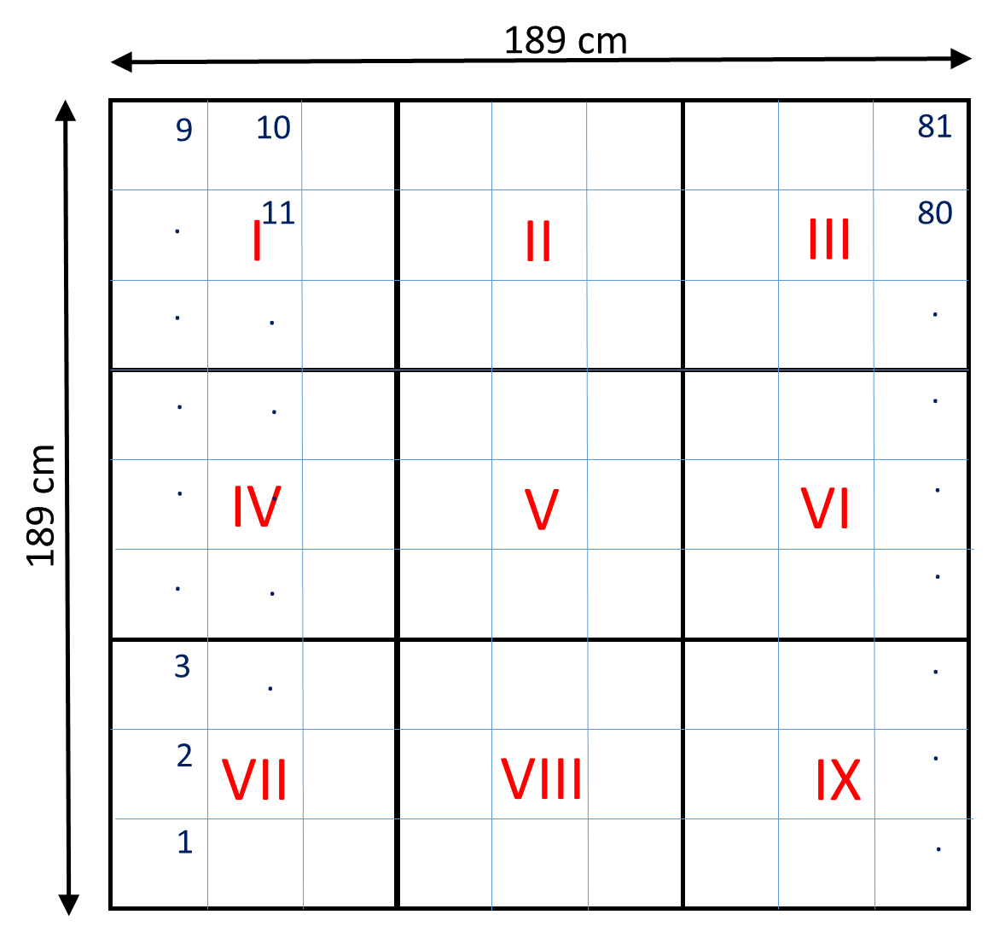 189 cm
189 cm
9 10 81
11 80
I II III
IV V VI
3
2
VII VIII IX
1